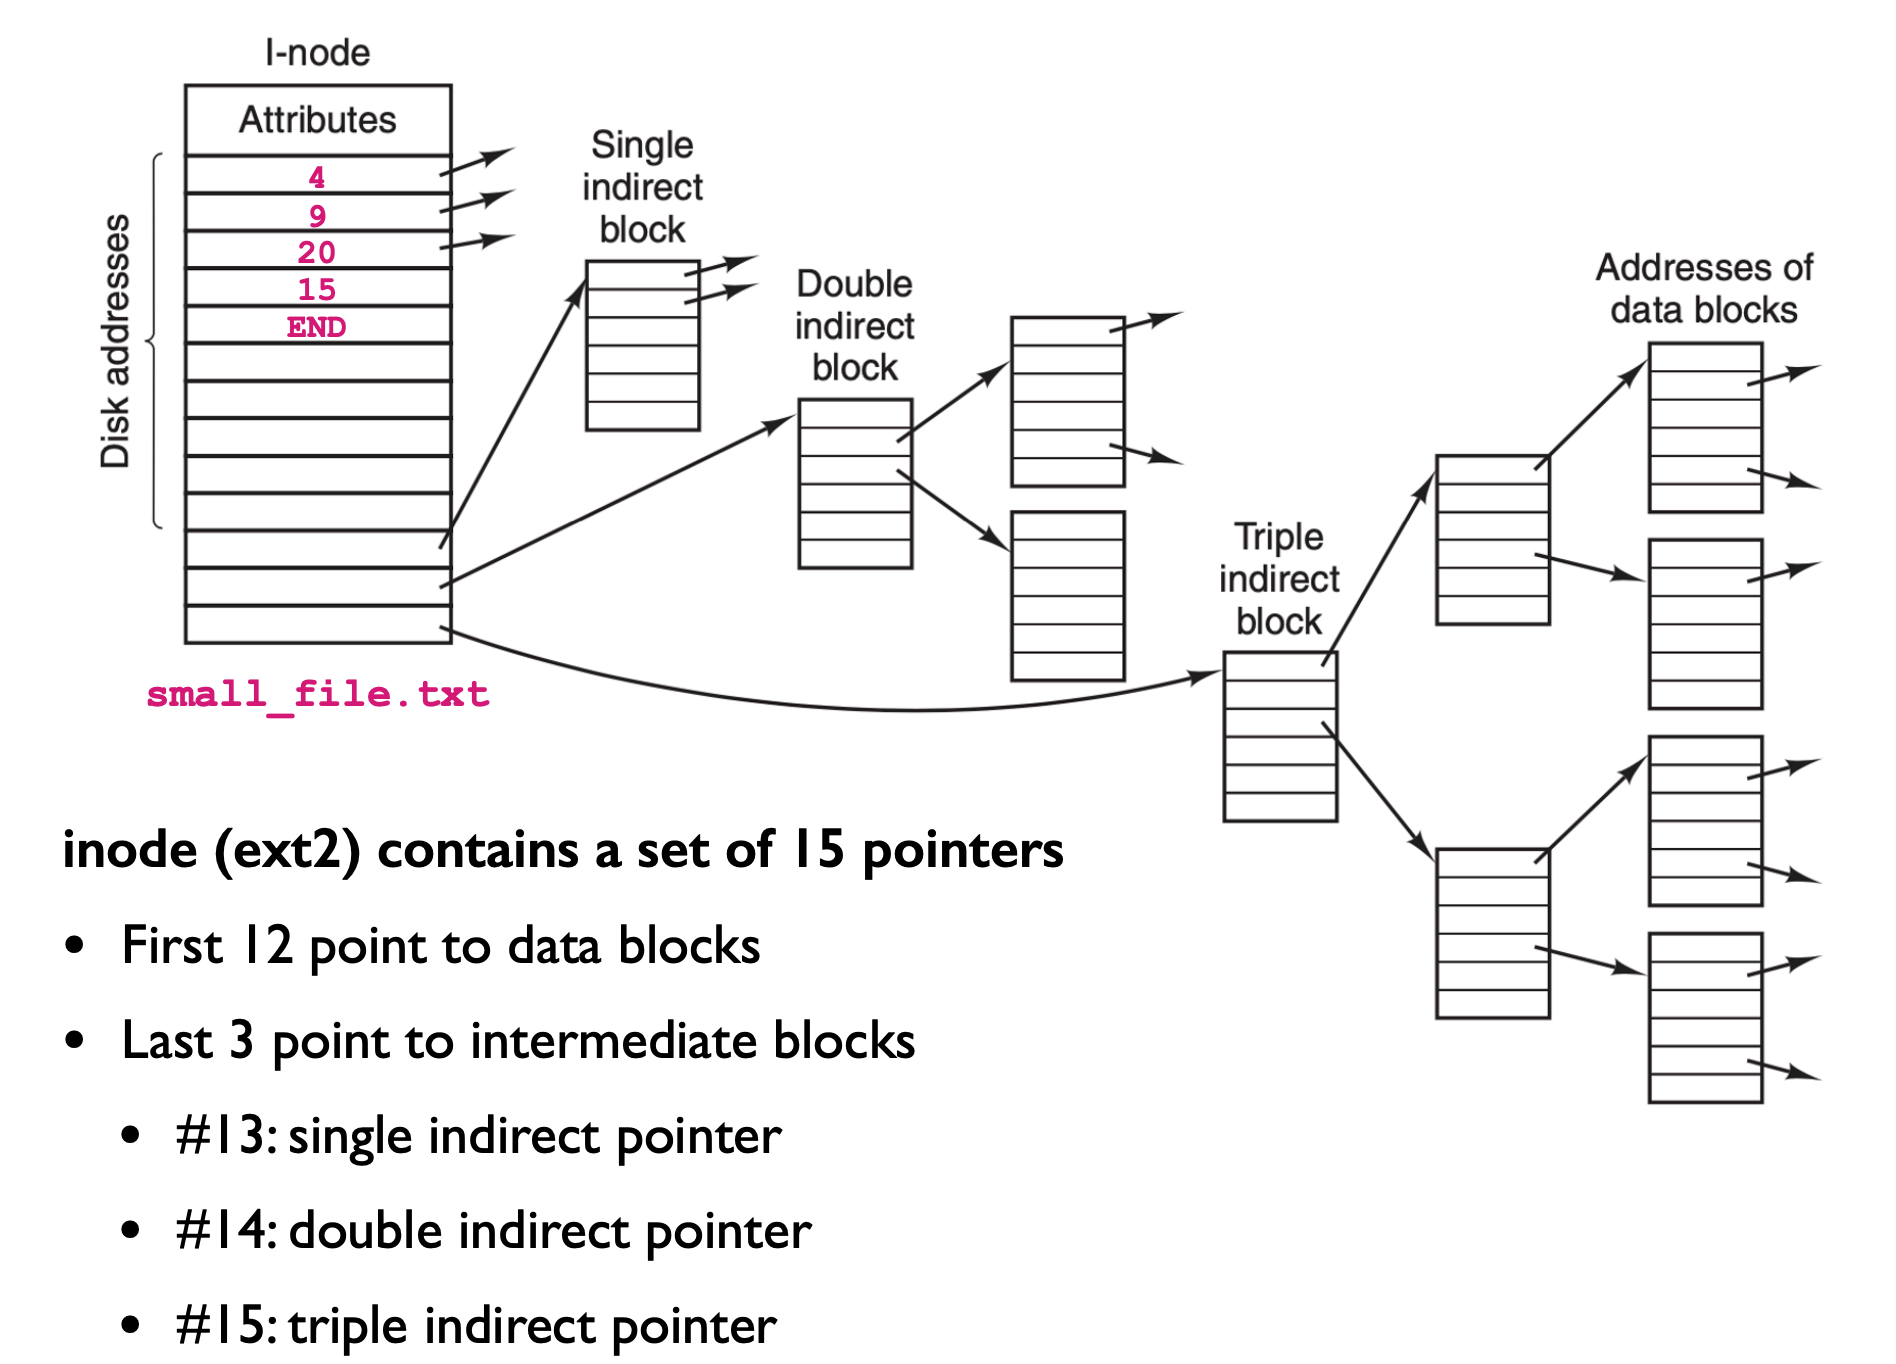 I-node
Attributes
Disk addresses
4
9
20
15
END
small_file.txt
Single
indirect
block
Double
indirect
block
Triple
indirect
block
Addresses of
data blocks
inode (ext2) contains a set of 15 pointers
• First 12 point to data blocks
• Last 3 point to intermediate blocks
• #13: single indirect pointer
• #14: double indirect pointer
• #15: triple indirect pointer